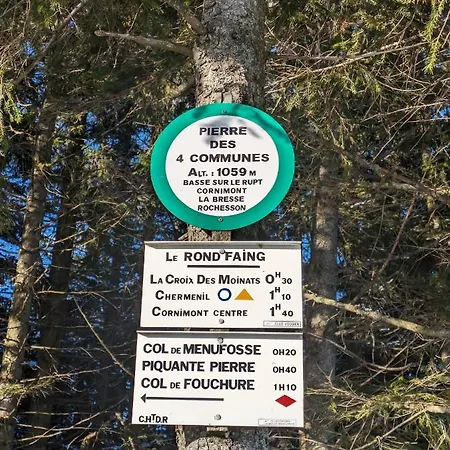 PIERRE
DES
4 COMMUNES
ALT. : 1059 M
BASSE SUR LE RUPT
CORNIMONT
LA BRESSE
ROCHESSON
LE ROND FAING
LA CROIX DES MOINATS 0H30
CHERMENIL 1H10
CORNIMONT CENTRE 1H40
COL DE MENUFOSSE 0H20
PIQUANTE PIERRE 0H40
COL DE FOUCHURE 1H10
C.H.T.D.R